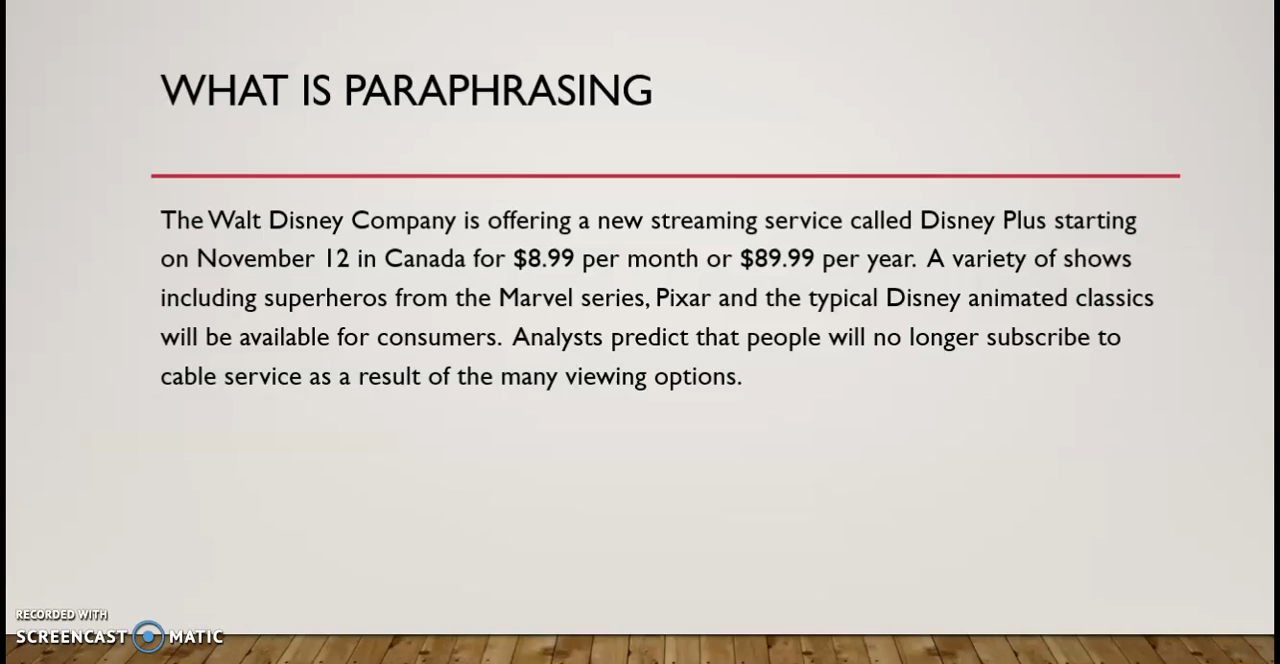 WHAT IS PARAPHRASING
The Walt Disney Company is offering a new streaming service called Disney Plus starting
on November 12 in Canada for $8.99 per month or $89.99 per year. A variety of shows
including superheros from the Marvel series, Pixar and the typical Disney animated classics
will be available for consumers. Analysts predict that people will no longer subscribe to
cable service as a result of the many viewing options.
RECORDED WITH
SCREENCAST MATIC